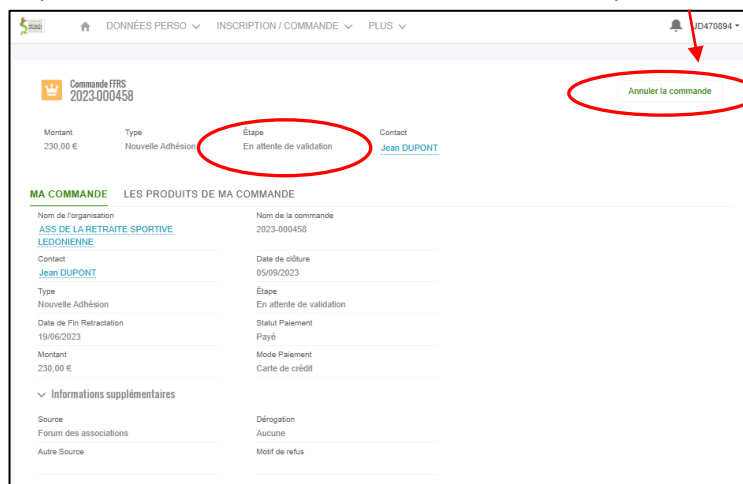 DONNÉES PERSO INSCRIPTION / COMMANDE PLUS JD470894
Commande FFRS
2023-000458
Annuler la commande
Montant Type Étape Contact
230,00 € Nouvelle Adhésion En attente de validation Jean DUPONT
MA COMMANDE LES PRODUITS DE MA COMMANDE
Nom de l'organisation Nom de la commande
ASS DE LA RETRAITE SPORTIVE 2023-000458
LEDONIENNE
Contact Date de clôture
Jean DUPONT 05/09/2023
Type Étape
Nouvelle Adhésion En attente de validation
Date de Fin Retractation Statut Paiement
19/06/2023 Payé
Montant Mode Paiement
230,00 € Carte de crédit
Informations supplémentaires
Source Dérogation
Forum des associations Aucune
Autre Source Motif de refus